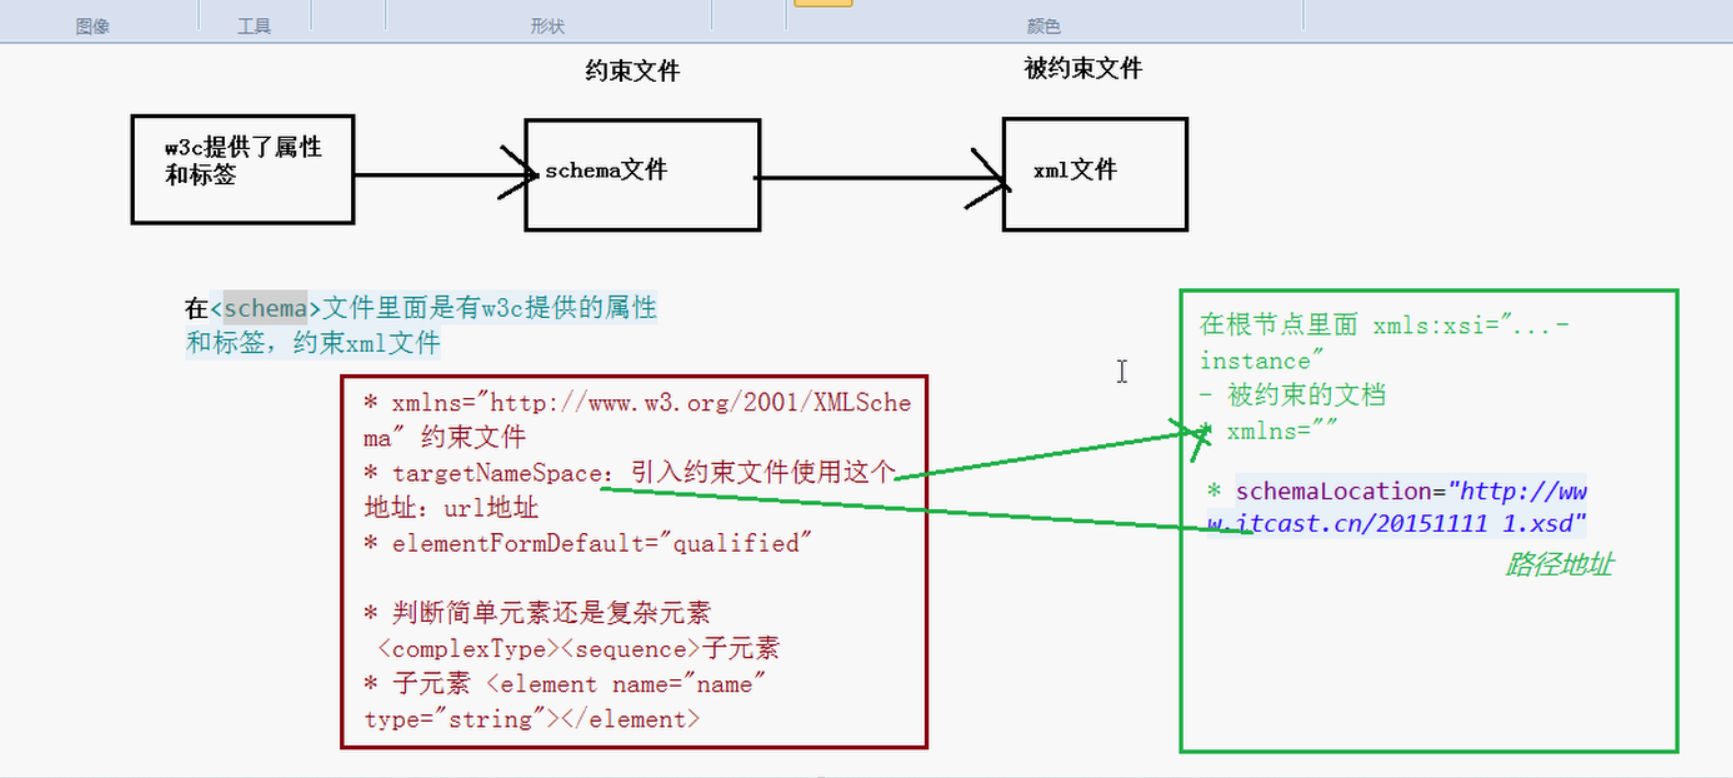 图像 工具 形状 颜色
约束文件 被约束文件
w3c提供了属性
和标签
schema文件
xml文件
在<schema>文件里面是有w3c提供的属性
和标签，约束xml文件
* xmlns="http://www.w3.org/2001/XMLSche
ma" 约束文件
* targetNameSpace：引入约束文件使用这个
地址：url地址
* elementFormDefault="qualified"
* 判断简单元素还是复杂元素
<complexType><sequence>子元素
* 子元素 <element name="name"
type="string"></element>
在根节点里面 xmls:xsi="...-
instance"
- 被约束的文档
* xmlns=""
* schemaLocation="http://ww
w.itcast.cn/20151111 1.xsd"
路径地址